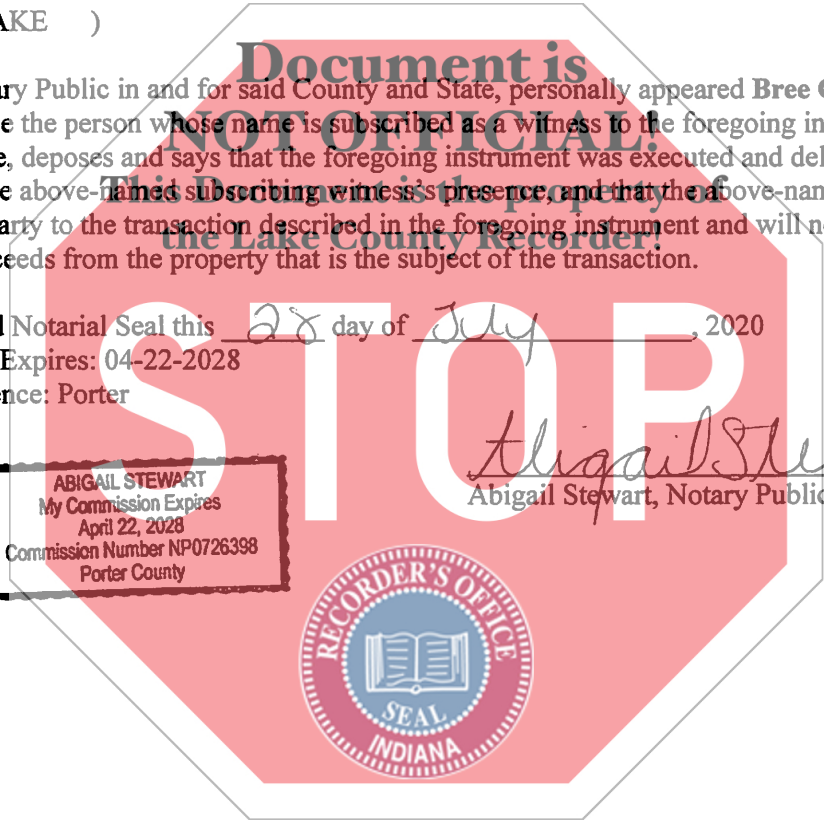 AKE )
Document is
ry Public in and for said County and State, personally appeared Bree
NOT OFFICIAL!
e the person whose name is subscribed as a witness to the foregoing in
e, deposes and says that the foregoing instrument was executed and del
This Document is the property of
e above-named subscribing witness's presence, and that the above-nam
arty to the transaction described in the foregoing instrument and will n
the Lake County Recorder!
ceeds from the property that is the subject of the transaction.
STOP
l Notarial Seal this 28 day of July, 2020
Expires: 04-22-2028
nce: Porter
Abigail Ste
Abigail Stewart, Notary Public
ABIGAIL STEWART
My Commission Expires
April 22, 2028
Commission Number NP0726398
Porter County
RECORDER'S OFFICE
SEAL
INDIANA